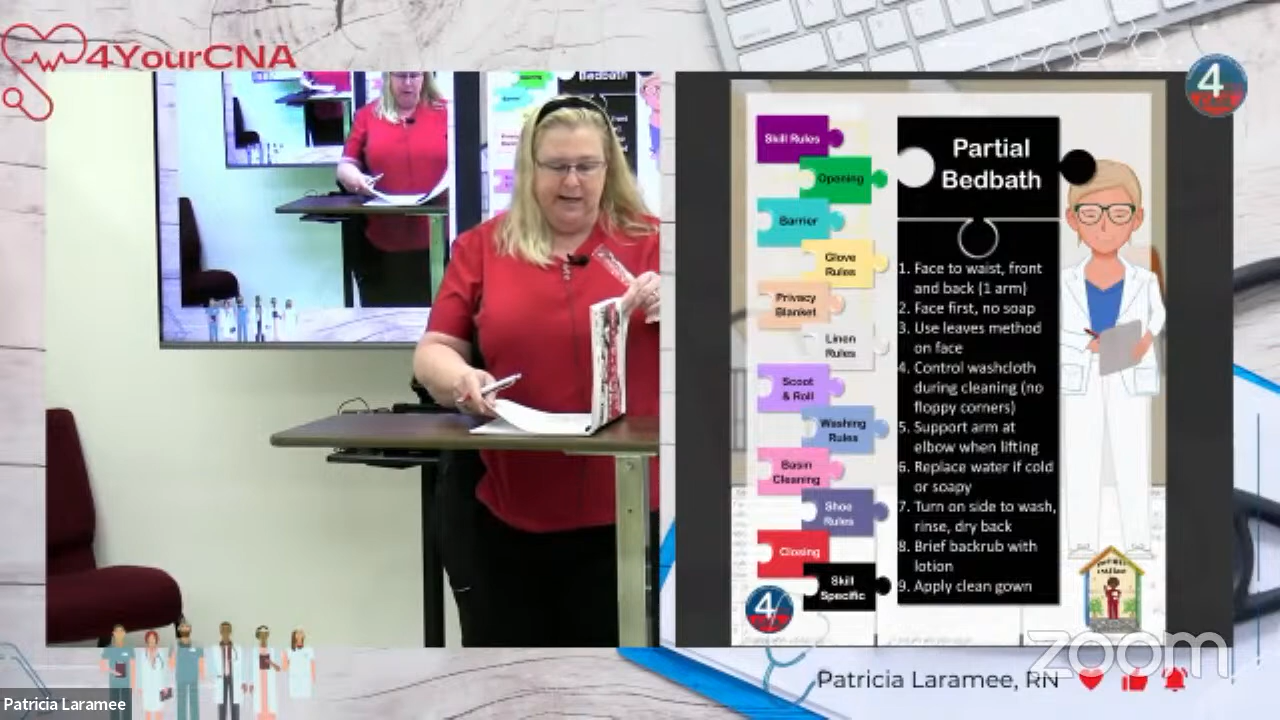 4YourCNA
4
Bedbath
Skill Rules
Opening
Barrier
Glove
Rules
Privacy
Blanket
Linen
Rules
Scoot
& Roll
Washing
Rules
Basin
Cleaning
Shoe
Rules
Closing
Skill
Specific
4
Partial
Bedbath
1. Face to waist, front
and back (1 arm)
2. Face first, no soap
3. Use leaves method
on face
4. Control washcloth
during cleaning (no
floppy corners)
5. Support arm at
elbow when lifting
6. Replace water if cold
or soapy
7. Turn on side to wash,
rinse, dry back
8. Brief backrub with
lotion
9. Apply clean gown
zoom
Patricia Laramee, RN
Patricia Laramee